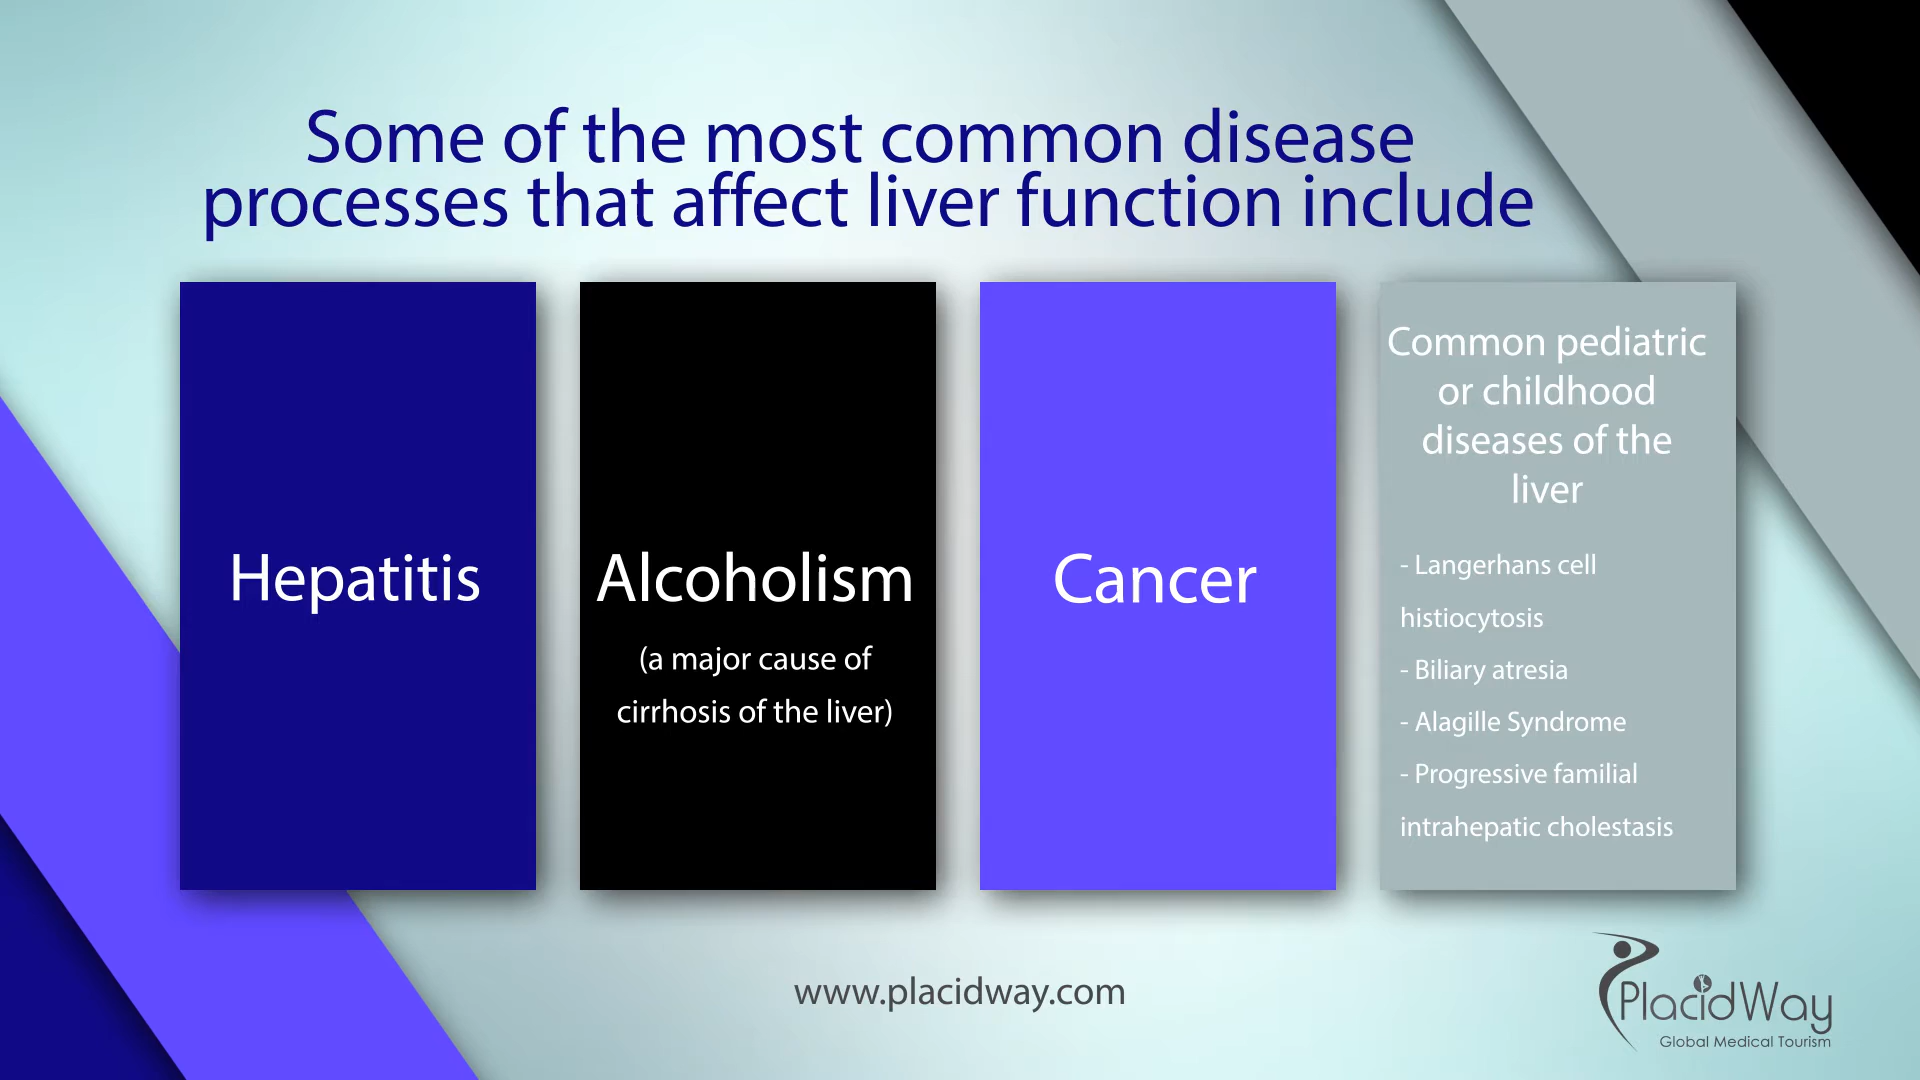 Some of the most common disease
processes that affect liver function include
Hepatitis
Alcoholism
(a major cause of
cirrhosis of the liver)
Cancer
Common pediatric
or childhood
diseases of the
liver
- Langerhans cell
histiocytosis
- Biliary atresia
- Alagille Syndrome
- Progressive familial
intrahepatic cholestasis
www.placidway.com
PlacidWay
Global Medical Tourism